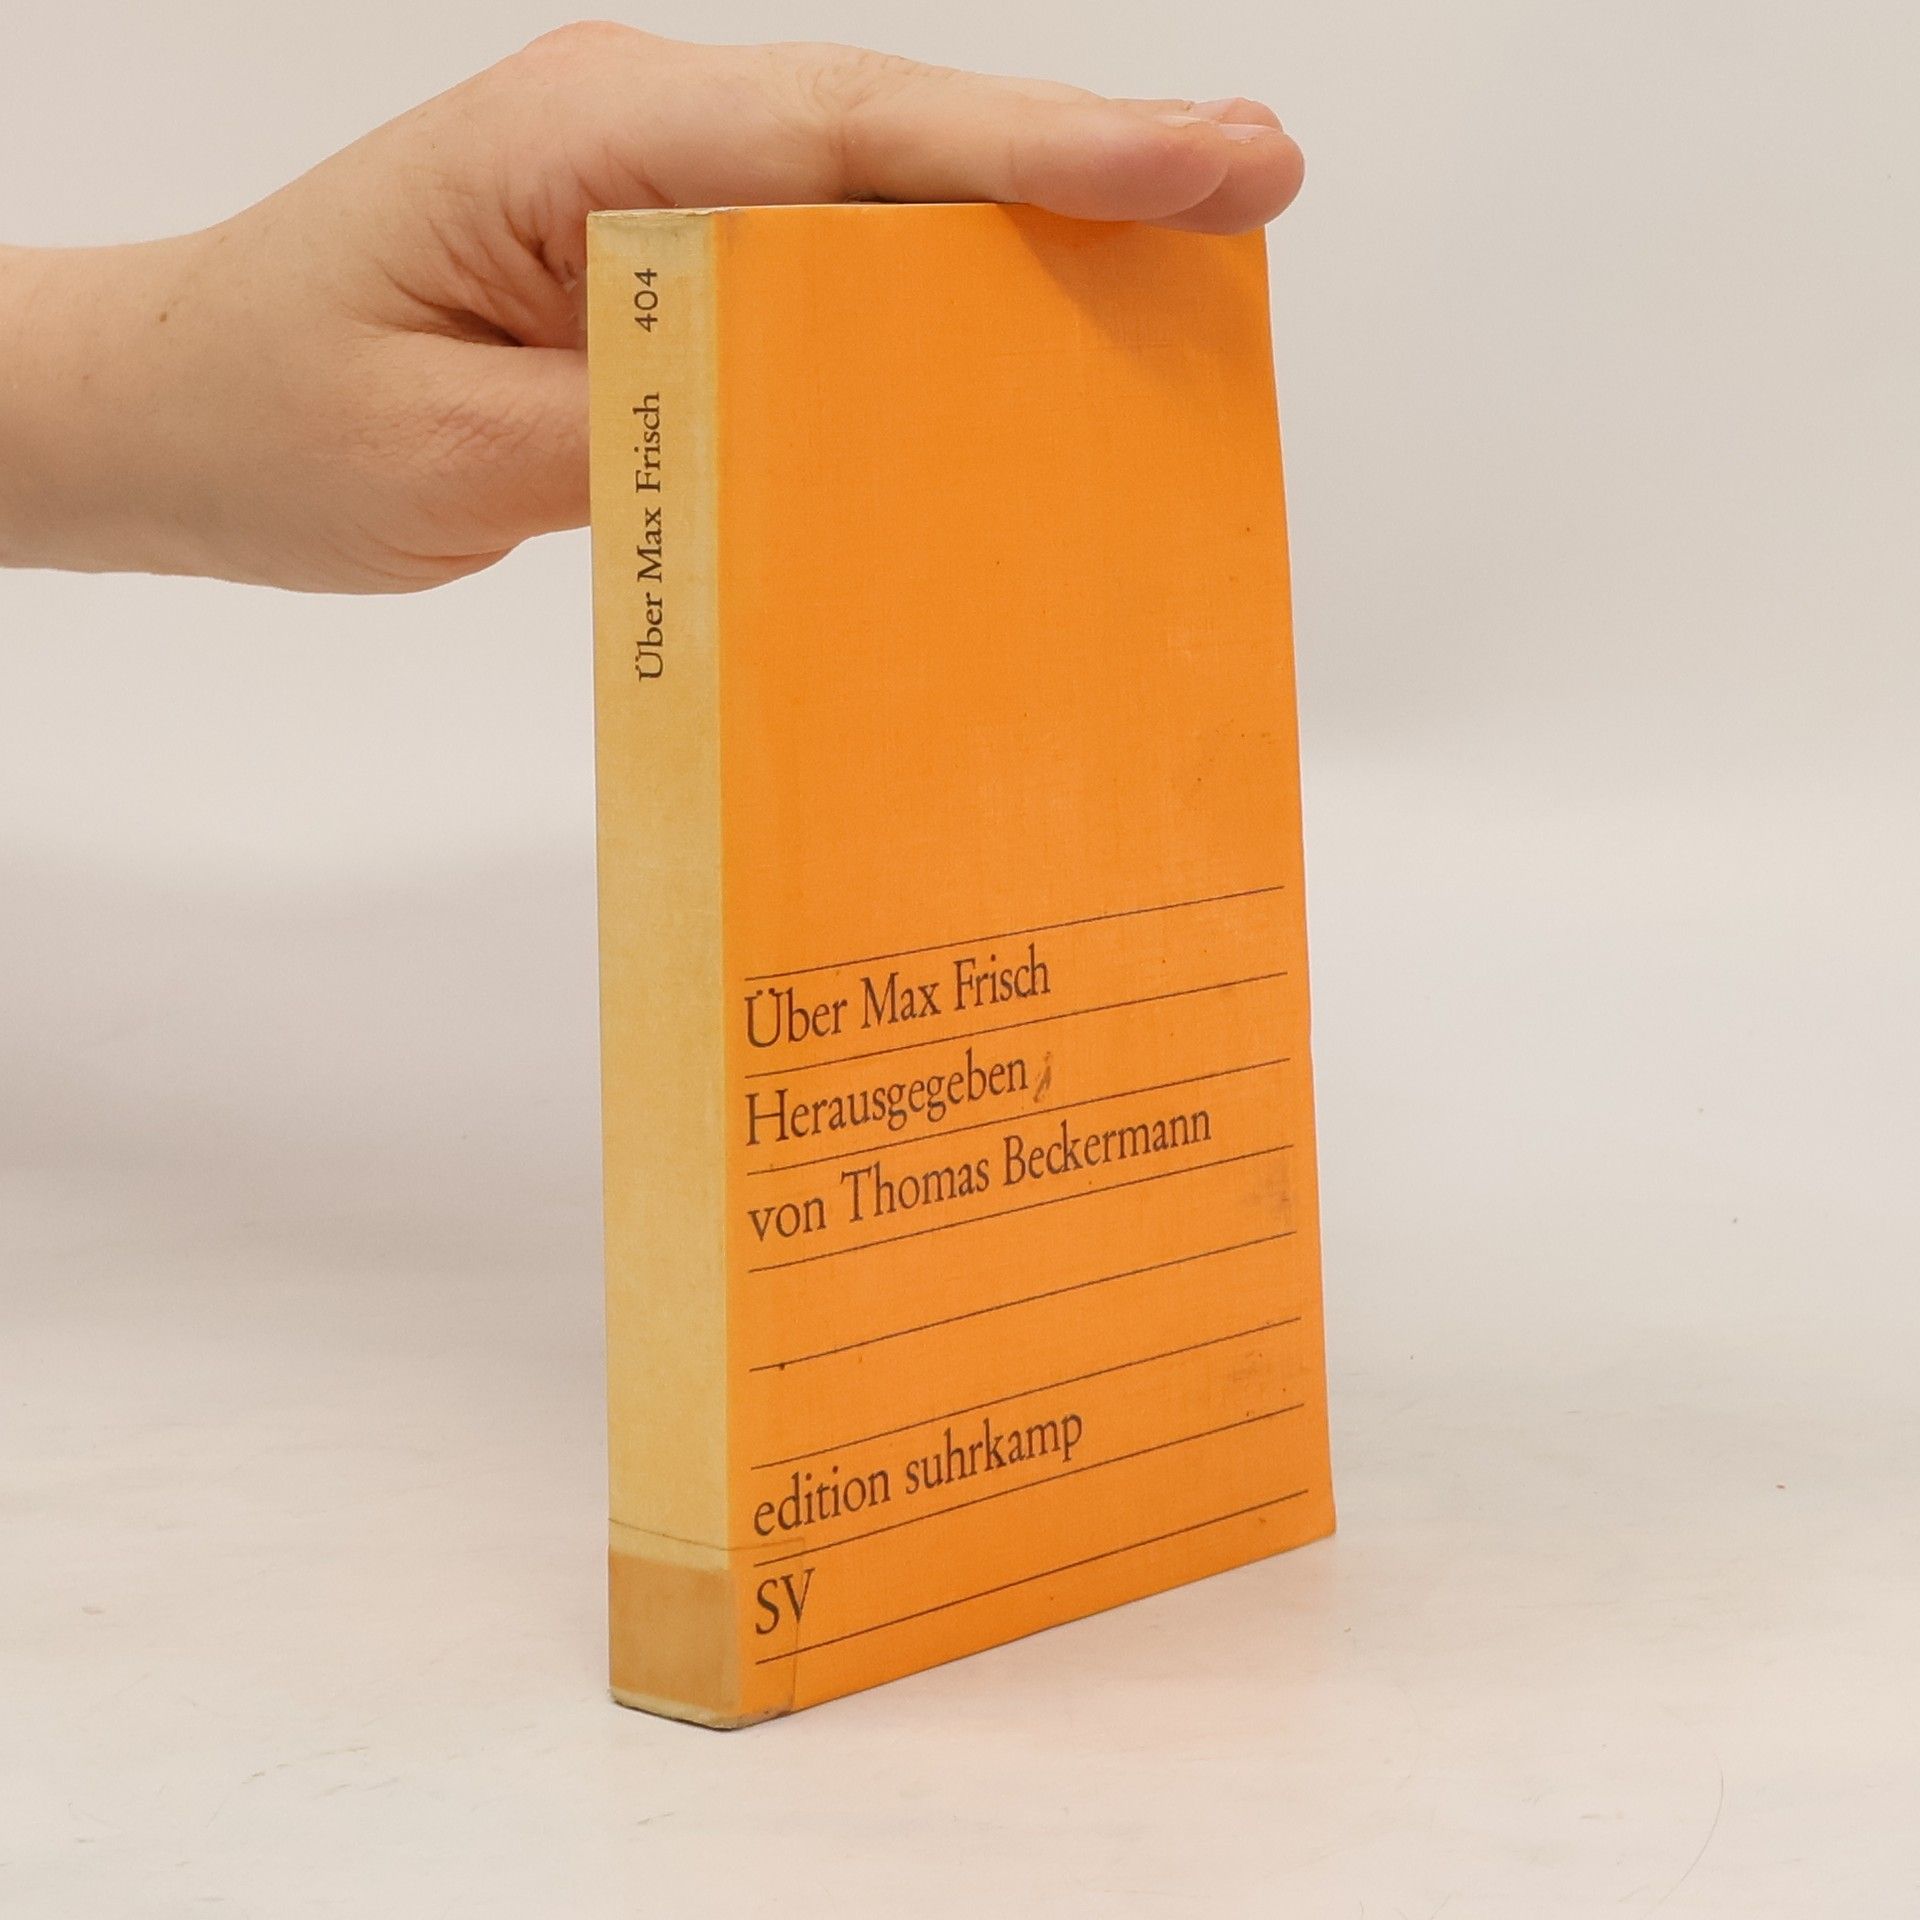 Über Max Frisch 404
Über Max Frisch
Herausgegeben
von Thomas Beckermann
edition suhrkamp
SV